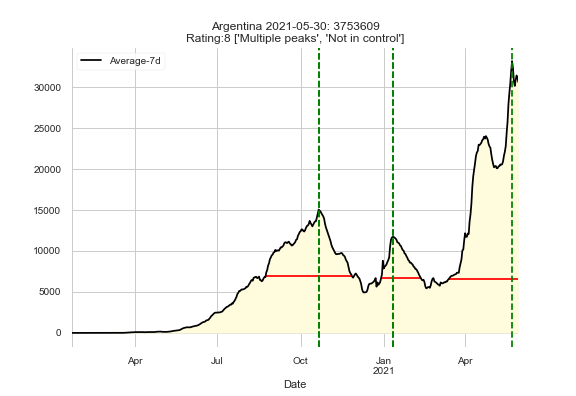 Argentina 2021-05-30: 3753609
Rating:8 ['Multiple peaks', 'Not in control']
Average-7d
30000
25000
20000
15000
10000
5000
0
Apr
Jul
Oct
Jan
2021
Apr
Date